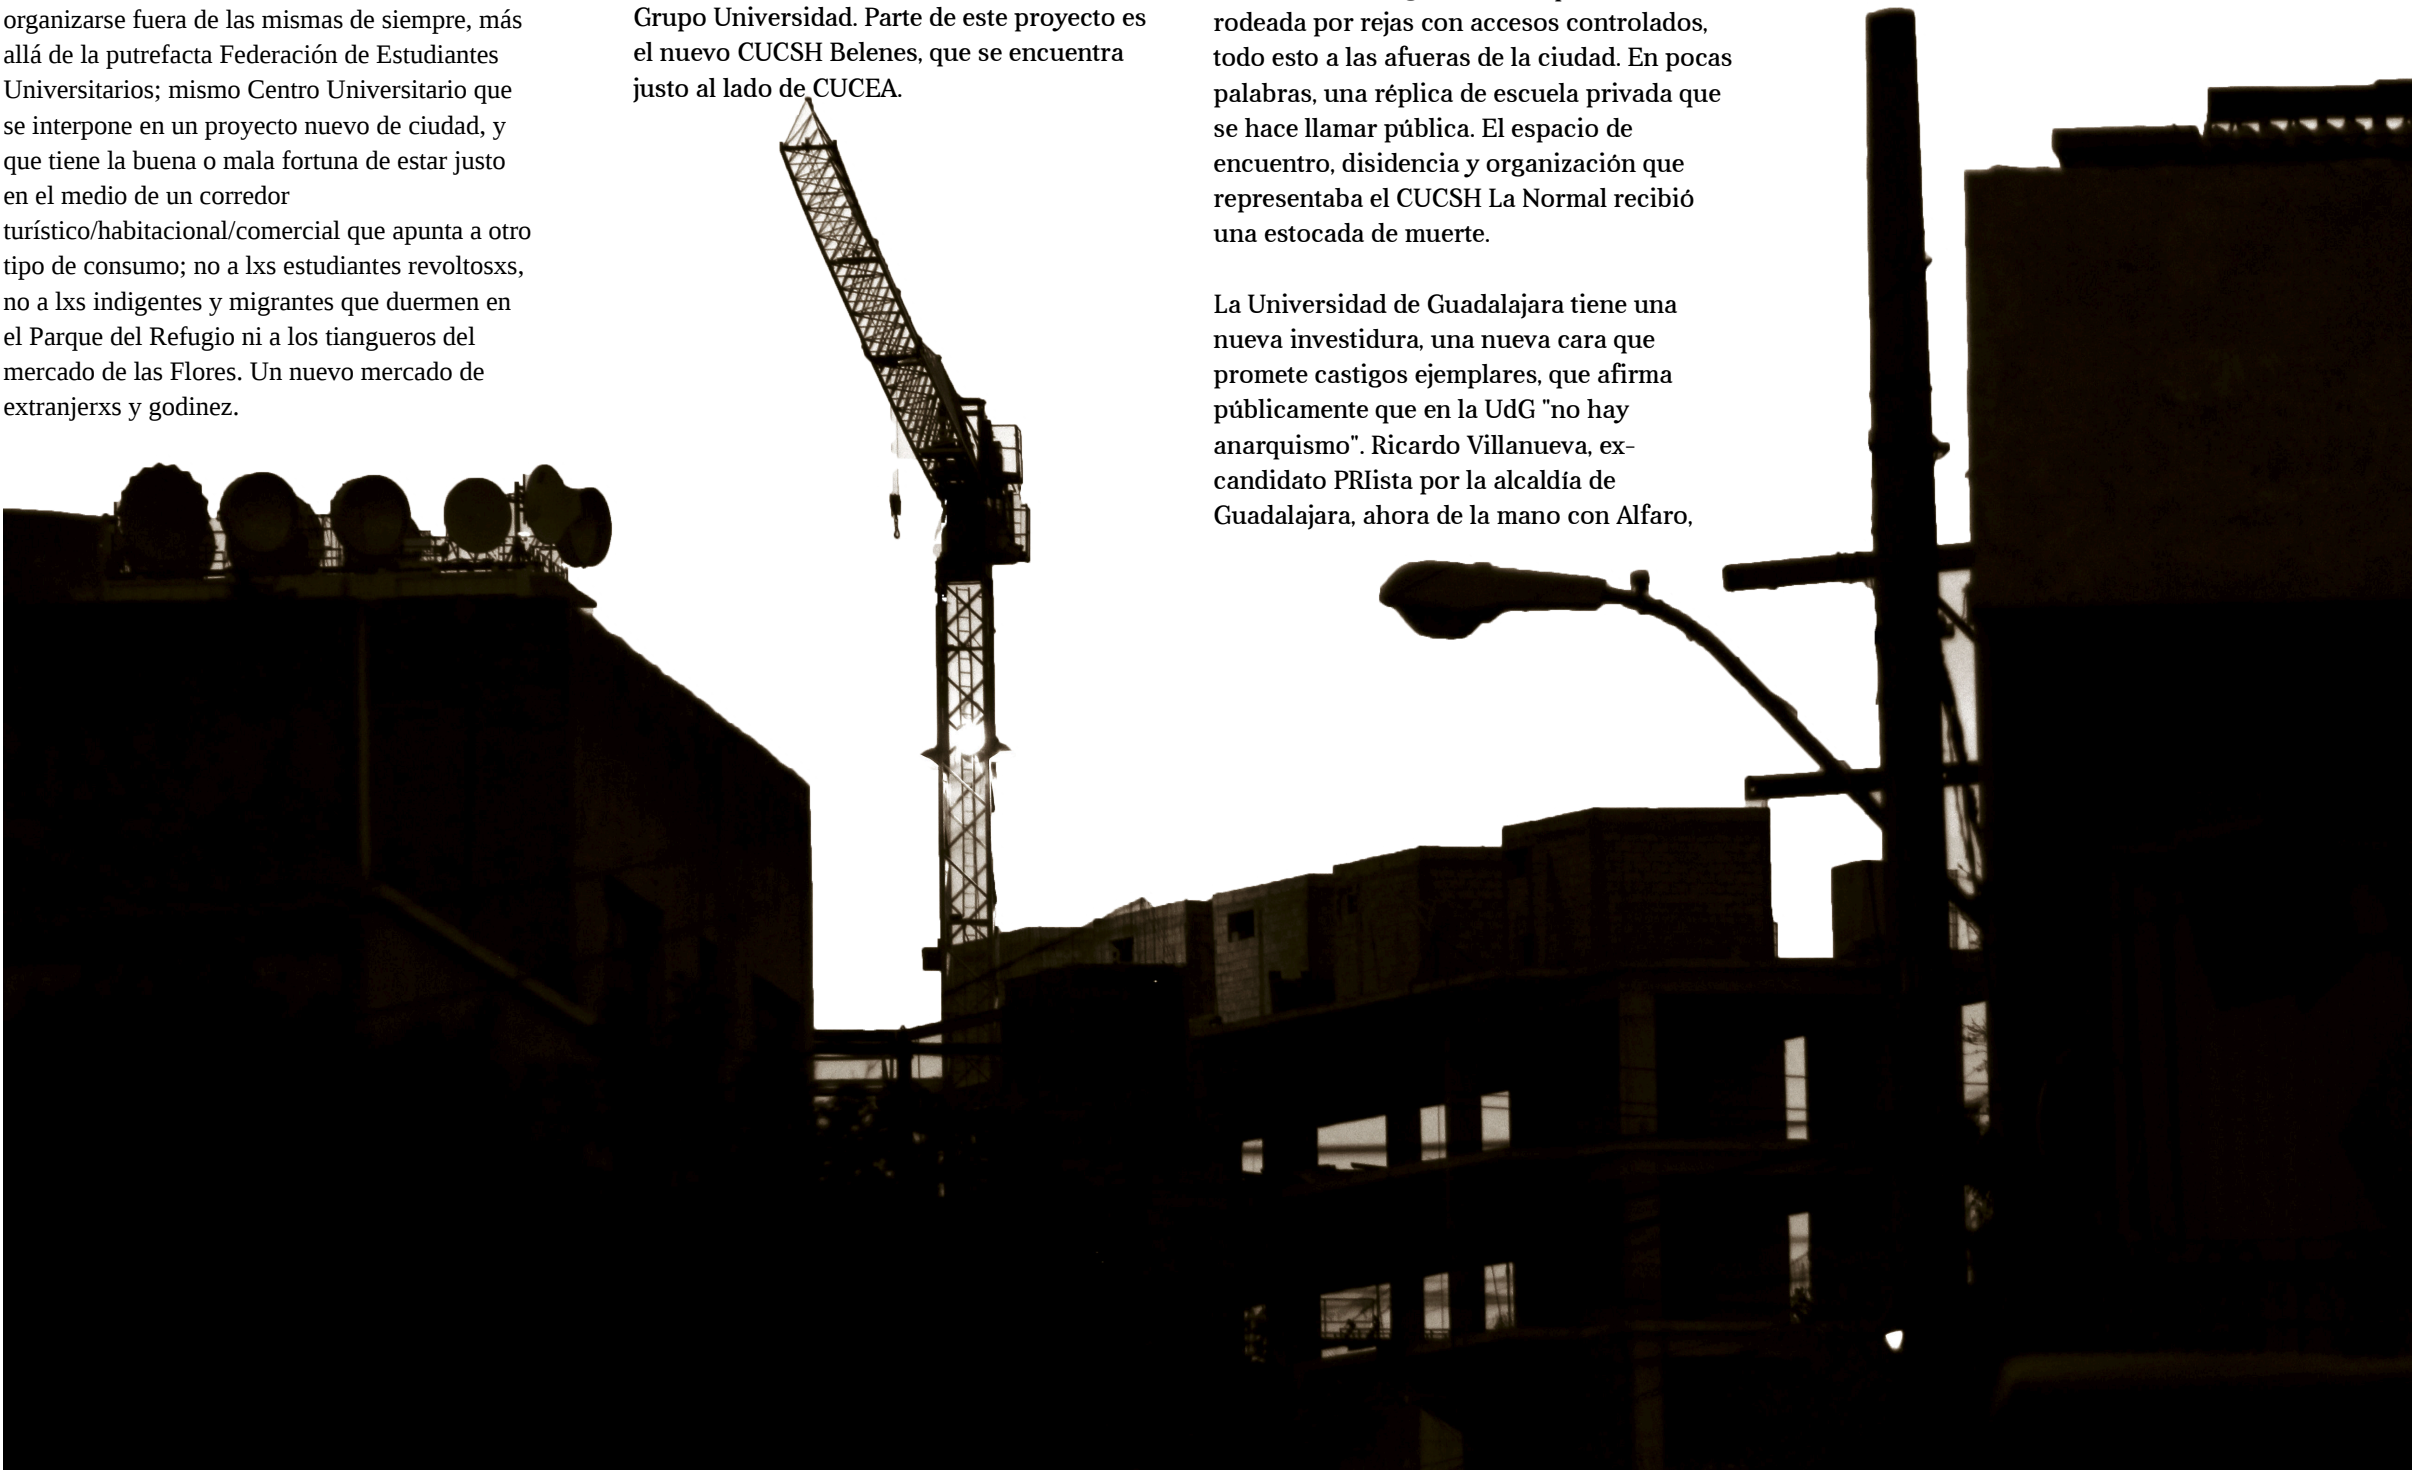 organizarse fuera de las mismas de siempre, más
allá de la putrefacta Federación de Estudiantes
Universitarios; mismo Centro Universitario que
se interpone en un proyecto nuevo de ciudad, y
que tiene la buena o mala fortuna de estar justo
en el medio de un corredor
turístico/habitacional/comercial que apunta a otro
tipo de consumo; no a lxs estudiantes revoltosxs,
no a lxs indigentes y migrantes que duermen en
el Parque del Refugio ni a los tiangueros del
mercado de las Flores. Un nuevo mercado de
extranjerxs y godinez.
Grupo Universidad. Parte de este proyecto es
el nuevo CUCSH Belenes, que se encuentra
justo al lado de CUCEA.
rodeada por rejas con accesos controlados,
todo esto a las afueras de la ciudad. En pocas
palabras, una réplica de escuela privada que
se hace llamar pública. El espacio de
encuentro, disidencia y organización que
representaba el CUCSH La Normal recibió
una estocada de muerte.
La Universidad de Guadalajara tiene una
nueva investidura, una nueva cara que
promete castigos ejemplares, que afirma
públicamente que en la UdG "no hay
anarquismo". Ricardo Villanueva, ex-
candidato PRIista por la alcaldía de
Guadalajara, ahora de la mano con Alfaro,